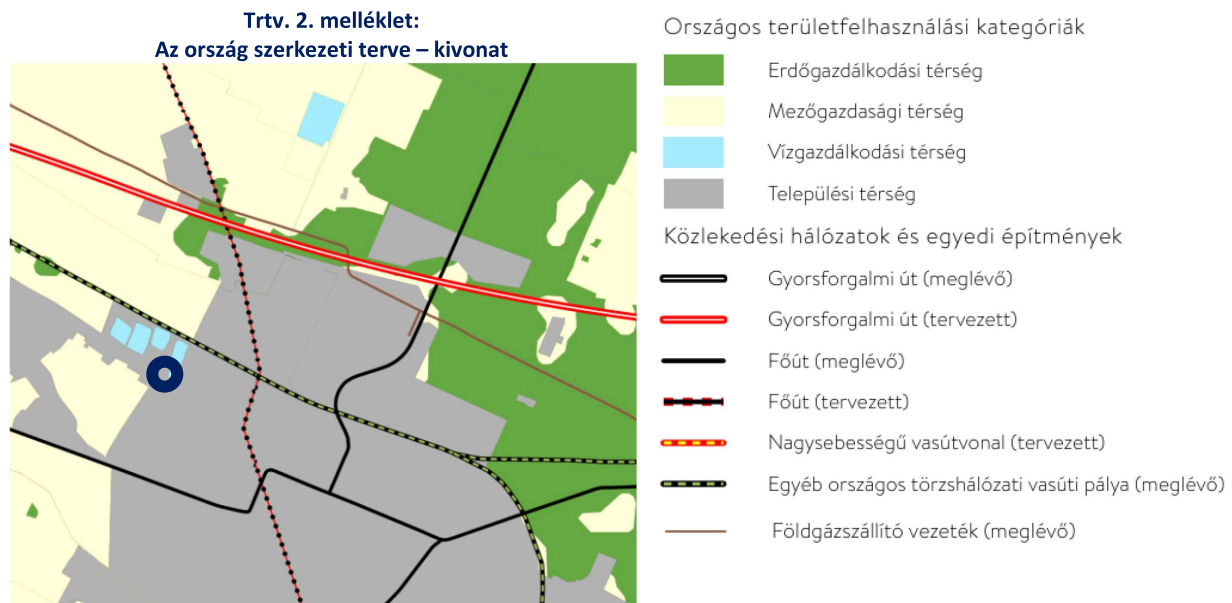 Trtv. 2. melléklet:
Az ország szerkezeti terve – kivonat
Országos területfelhasználási kategóriák
Erdőgazdálkodási térség
Mezőgazdasági térség
Vízgazdálkodási térség
Települési térség
Közlekedési hálózatok és egyedi építmények
Gyorsforgalmi út (meglévő)
Gyorsforgalmi út (tervezett)
Főút (meglévő)
Főút (tervezett)
Nagysebességű vasútvonal (tervezett)
Egyéb országos törzshálózati vasúti pálya (meglévő)
Földgázszállító vezeték (meglévő)